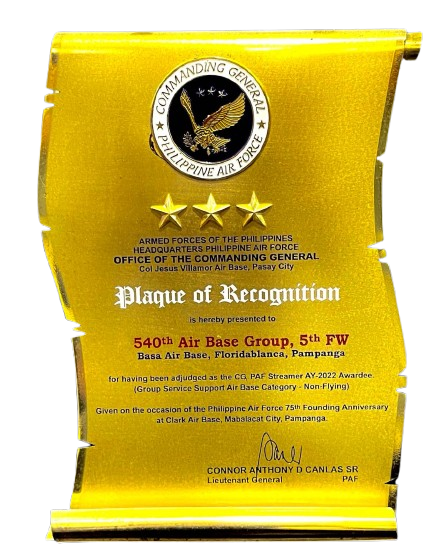 COMMANDING GENERAL
PHILIPPINE AIR FORCE
ARMED FORCES OF THE PHILIPPINES
HEADQUARTERS PHILIPPINE AIR FORCE
OFFICE OF THE COMMANDING GENERAL
Col Jesus Villamor Air Base, Pasay City
Plaque of Recognition
is hereby presented to
540th Air Base Group, 5th FW
Basa Air Base, Floridablanca, Pampanga
for having been adjudged as the CG, PAF Streamer AY-2022 Awardee.
(Group Service Support Air Base Category - Non-Flying)
Given on the occasion of the Philippine Air Force 75th Founding Anniversary
at Clark Air Base, Mabalacat City, Pampanga.
CONNOR ANTHONY D CANLAS SR
Lieutenant General PAF